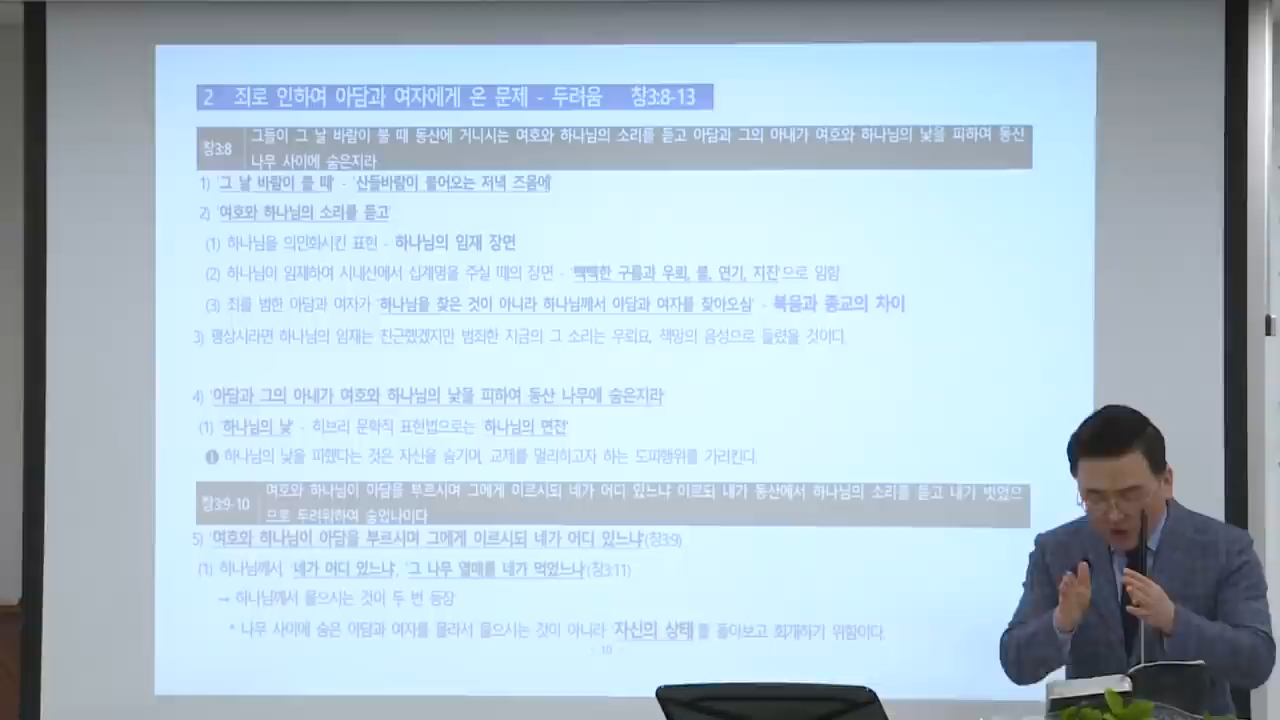 2 죄로 인하여 아담과 여자에게 온 문제 - 두려움 창3:8-13
창3:8 그들이 그 날 바람이 불 때 동산에 거니시는 여호와 하나님의 소리를 듣고 아담과 그의 아내가 여호와 하나님의 낯을 피하여 동산
나무 사이에 숨은지라
1) '그 날 바람이 불 때' - '산들바람이 불어오는 저녁 즈음에'
2) '여호와 하나님의 소리를 듣고'
(1) 하나님을 의인화시킨 표현 - 하나님의 임재 장면
(2) 하나님이 임재하여 시내산에서 십계명을 주실 때의 장면 - '빽빽한 구름과 우뢰, 불, 연기, 지진'으로 임함
(3) 죄를 범한 아담과 여자가 '하나님을 찾은 것이 아니라 하나님께서 아담과 여자를 찾아오심' - 복음과 종교의 차이
3) 평상시라면 하나님의 임재는 친근했겠지만 범죄한 지금의 그 소리는 우뢰요, 책망의 음성으로 들렸을 것이다.
4) '아담과 그의 아내가 여호와 하나님의 낯을 피하여 동산 나무에 숨은지라'
(1) '하나님의 낯' - 히브리 문학적 표현법으로는 '하나님의 면전'
❶ 하나님의 낯을 피했다는 것은 자신을 숨기며, 교제를 멀리하고자 하는 도피행위를 가리킨다.
창3:9-10 여호와 하나님이 아담을 부르시며 그에게 이르시되 네가 어디 있느냐 이르되 내가 동산에서 하나님의 소리를 듣고 내가 벗었으
므로 두려워하여 숨었나이다
5) '여호와 하나님이 아담을 부르시며 그에게 이르시되 네가 어디 있느냐'(창3:9)
(1) 하나님께서 '네가 어디 있느냐', '그 나무 열매를 네가 먹었느냐'(창3:11)
→ 하나님께서 물으시는 것이 두 번 등장
* 나무 사이에 숨은 아담과 여자를 몰라서 물으시는 것이 아니라 '자신의 상태'를 돌아보고 회개하기 위함이다.
- 10 -